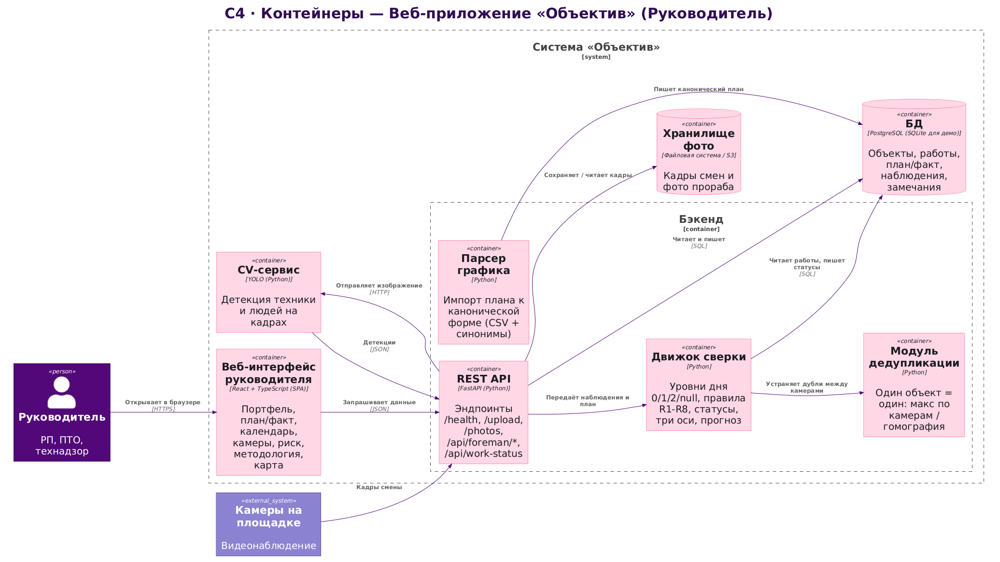 C4 · Контейнеры — Веб-приложение «Объектив» (Руководитель)
Система «Объектив»
[system]
Пишет канонический план
«container»
БД
[PostgreSQL (SQLite для демо)]
Объекты, работы,
план/факт,
наблюдения,
замечания
«container»
Хранилище
фото
[Файловая система / S3]
Кадры смен и
фото прораба
Сохраняет / читает кадры
Бэкенд
[container]
Читает и пишет
[SQL]
Читает работы, пишет
статусы
[SQL]
«container»
Парсер
графика
[Python]
Импорт плана к
канонической
форме (CSV +
синонимы)
«container»
CV-сервис
[YOLO (Python)]
Детекция техники
и людей на
кадрах
Отправляет изображение
[HTTP]
Детекции
[JSON]
«person»
Руководитель
РП, ПТО,
технадзор
Открывает в браузере
[HTTPS]
«container»
Веб-интерфейс
руководителя
[React + TypeScript (SPA)]
Портфель,
план/факт,
календарь,
камеры, риск,
методология,
карта
Запрашивает данные
[JSON]
«container»
REST API
[FastAPI (Python)]
Эндпоинты
/health, /upload,
/photos,
/api/foreman/*,
/api/work-status
Передаёт наблюдения и
план
«container»
Движок сверки
[Python]
Уровни дня
0/1/2/null, правила
R1-R8, статусы,
три оси, прогноз
Устраняет дубли между
камерами
«container»
Модуль
дедупликации
[Python]
Один объект =
один: макс по
камерам /
гомография
Кадры смены
«external_system»
Камеры на
площадке
Видеонаблюдение